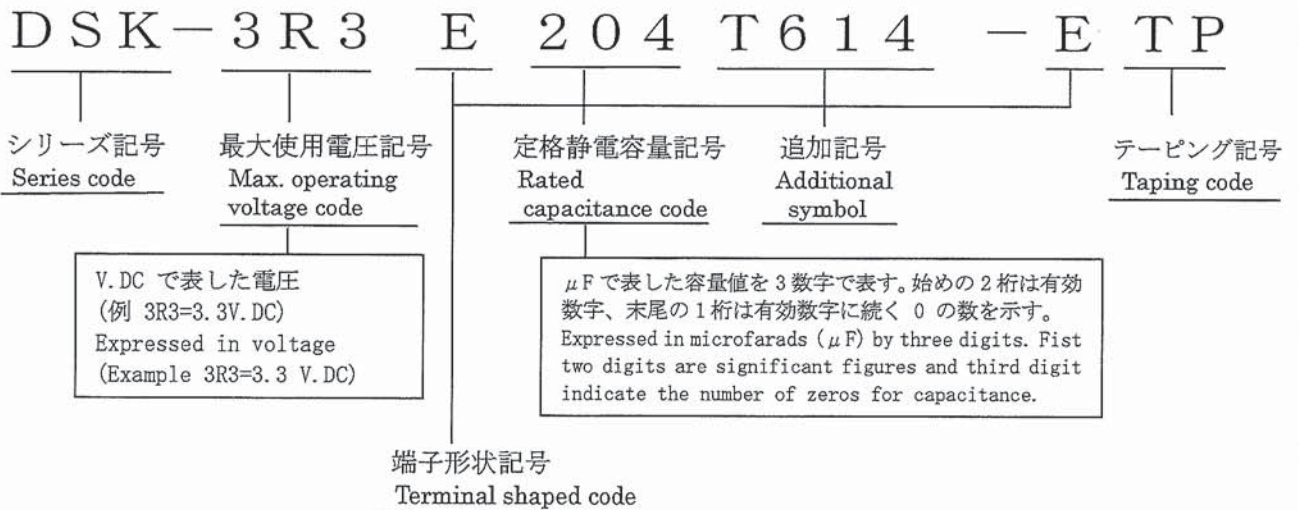 DSK-3R3 E 204 T614 -E TP
シリーズ記号
Series code
最大使用電圧記号
Max. operating
voltage code
定格静電容量記号
Rated
capacitance code
追加記号
Additional
symbol
テーピング記号
Taping code
V.DC で表した電圧
(例 3R3=3.3V.DC)
Expressed in voltage
(Example 3R3=3.3 V.DC)
μF で表した容量値を 3 数字で表す。始めの 2 桁は有効
数字、末尾の 1 桁は有効数字に続く 0 の数を示す。
Expressed in microfarads (μF) by three digits. Fist
two digits are significant figures and third digit
indicate the number of zeros for capacitance.
端子形状記号
Terminal shaped code